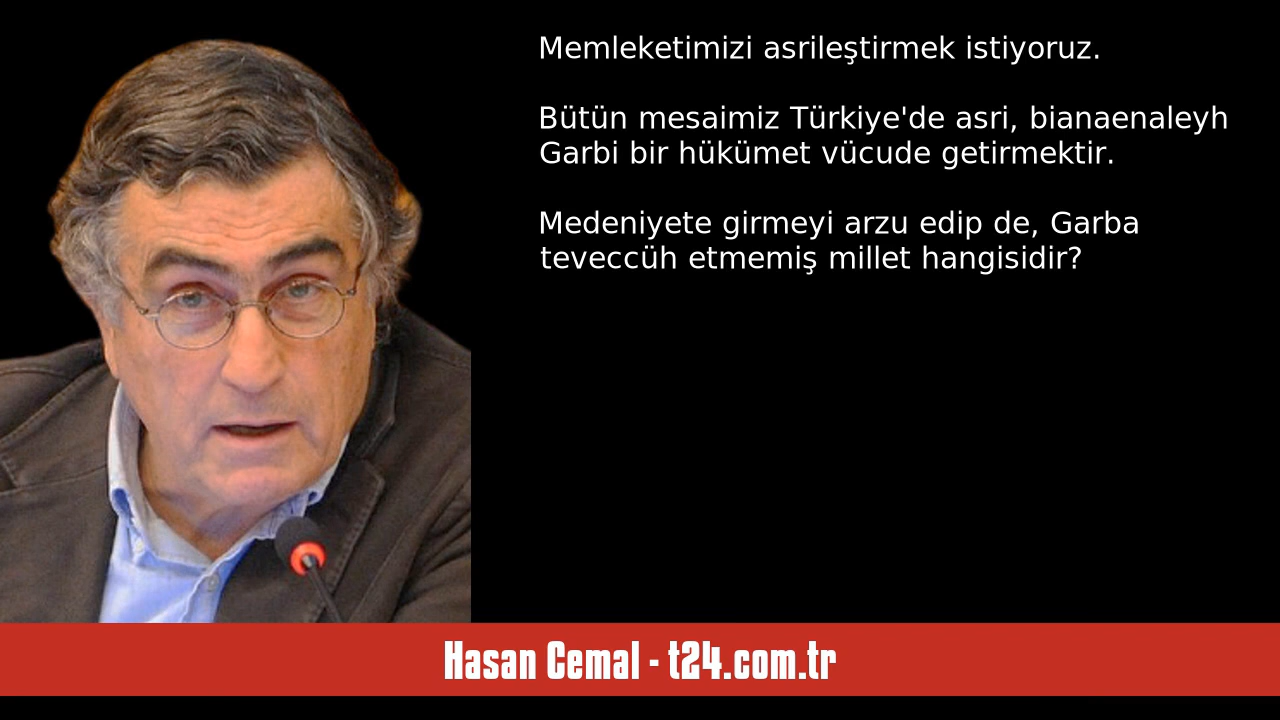 Memleketimizi asrileştirmek istiyoruz.
Bütün mesaimiz Türkiye'de asri, bianaenaleyh
Garbi bir hükümet vücude getirmektir.
Medeniyete girmeyi arzu edip de, Garba
teveccüh etmemiş millet hangisidir?
Hasan Cemal - t24.com.tr